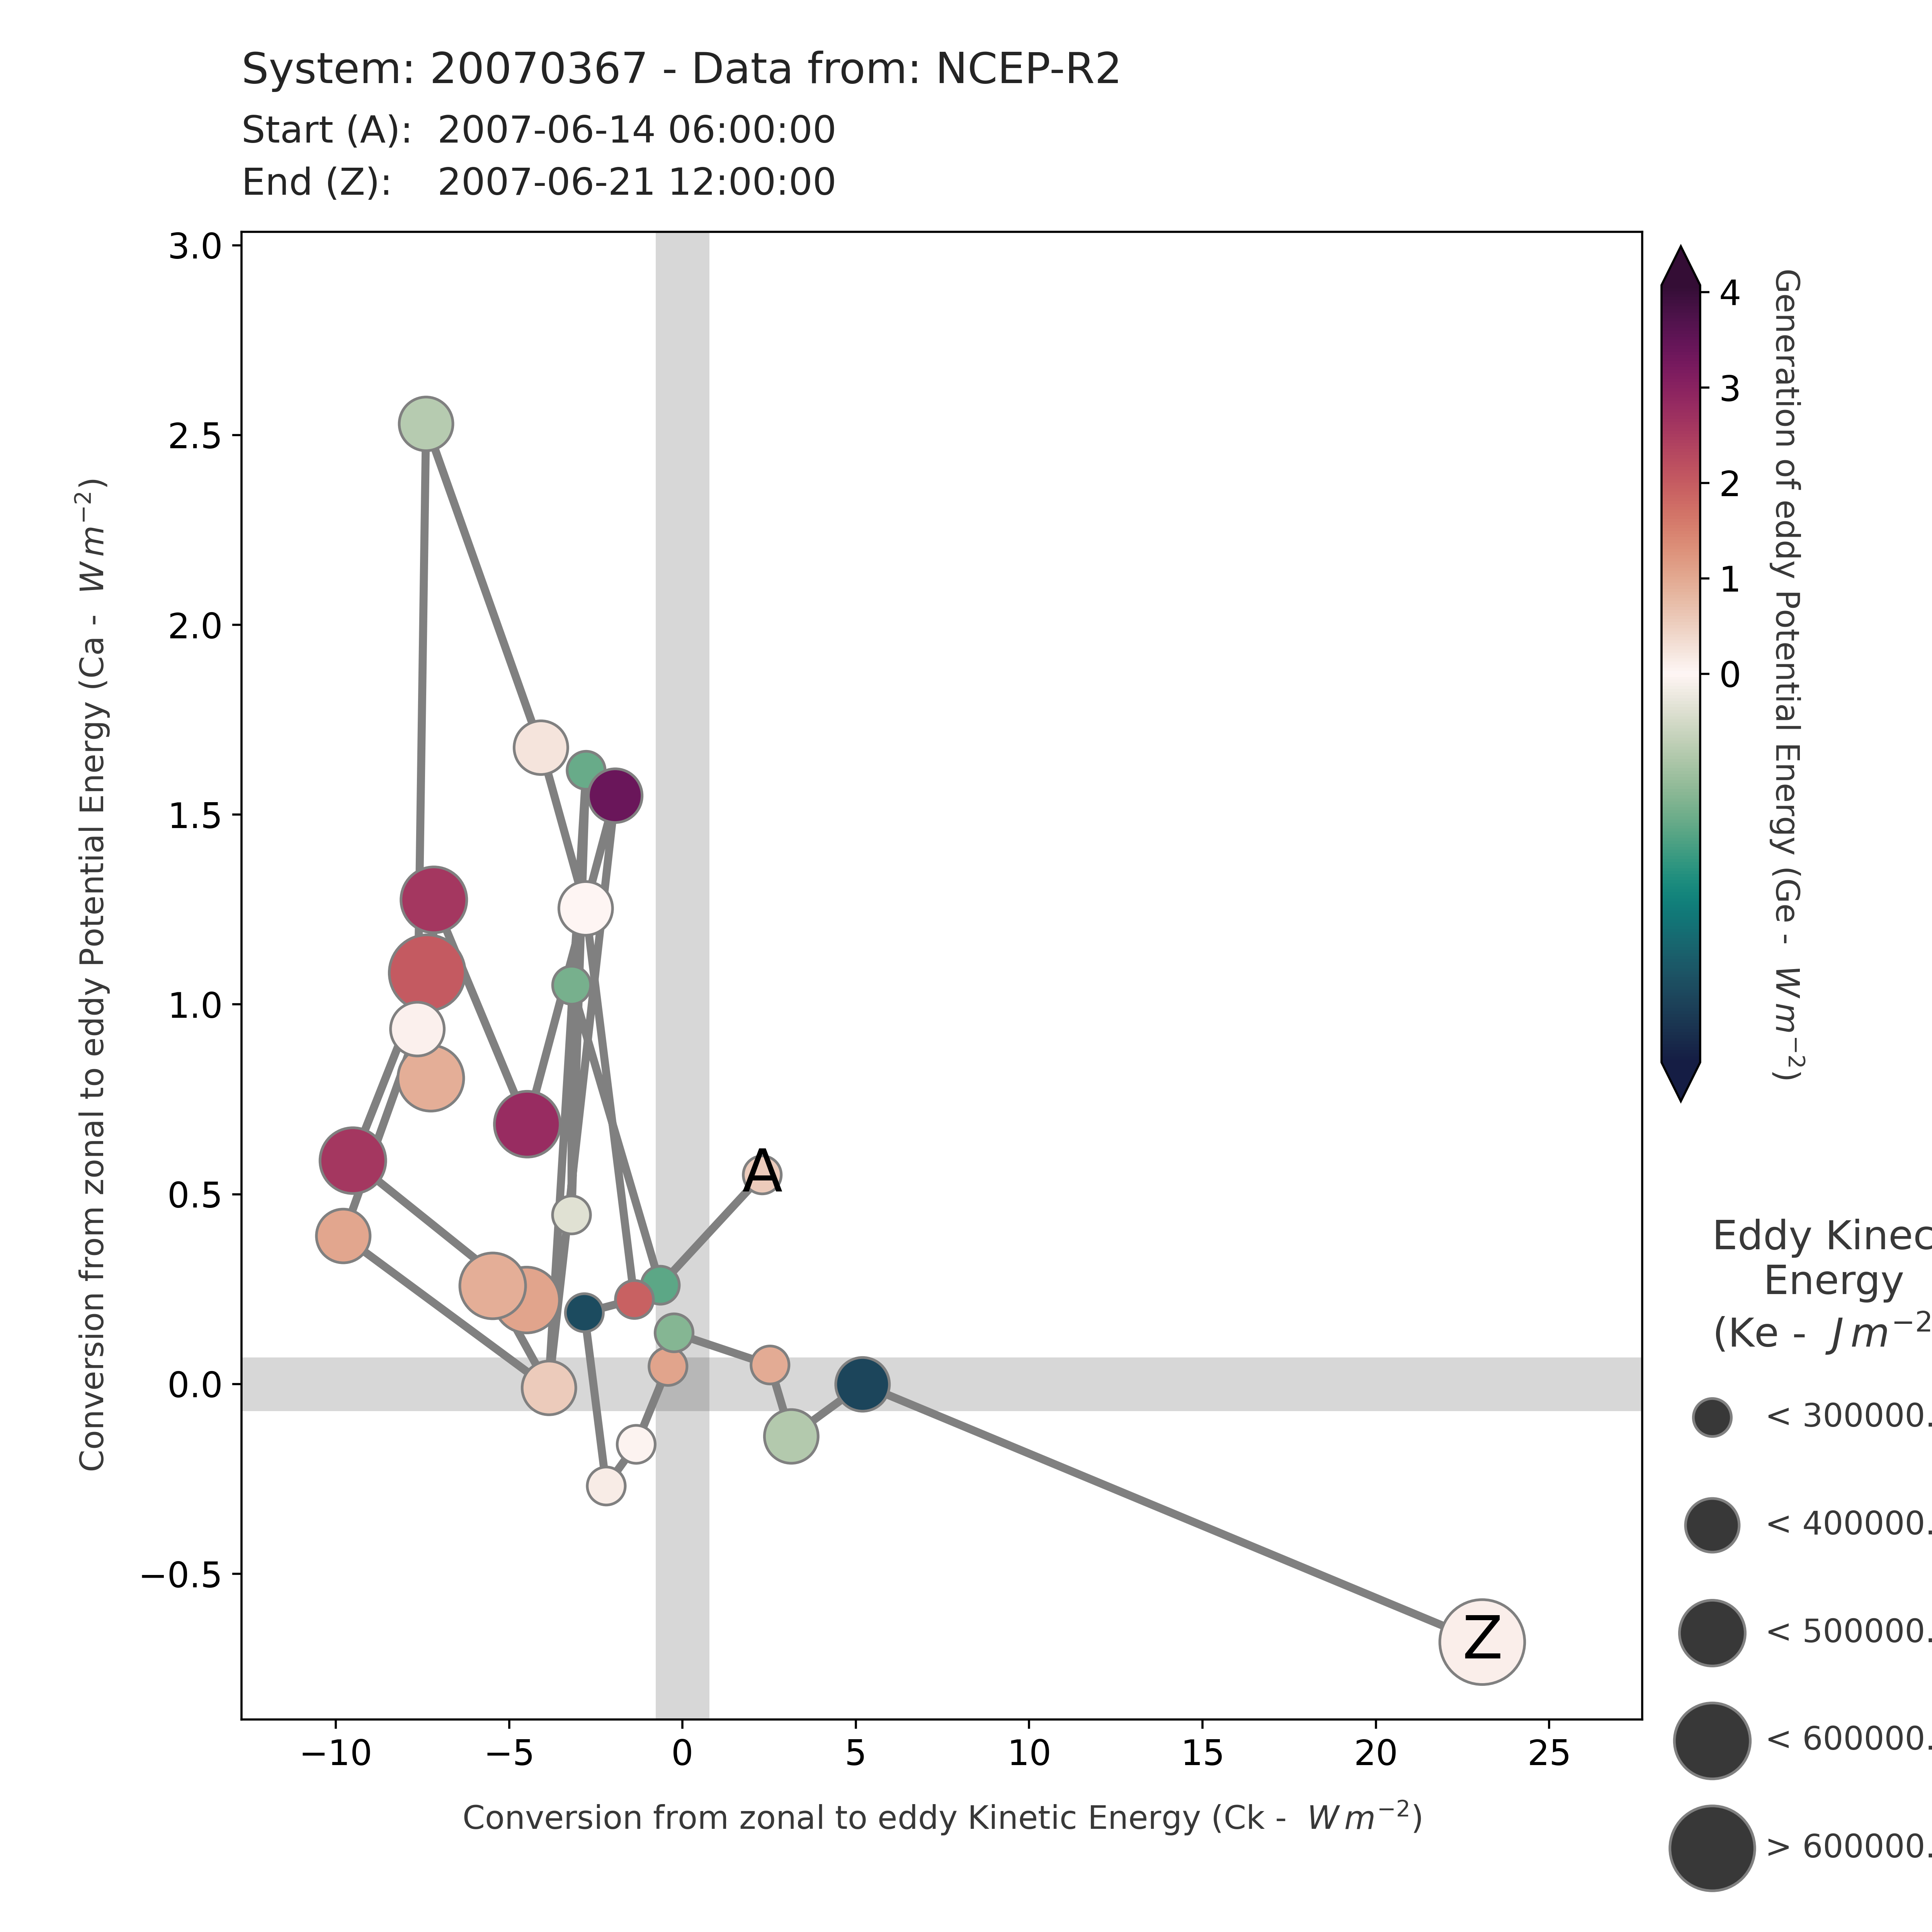 System: 20070367 - Data from: NCEP-R2
Start (A): 2007-06-14 06:00:00
End (Z): 2007-06-21 12:00:00
3.0
2.5
2.0
1.5
1.0
0.5
0.0
−0.5
Conversion from zonal to eddy Potential Energy (Ca - W m⁻²)
A
Z
−10 −5 0 5 10 15 20 25
Conversion from zonal to eddy Kinetic Energy (Ck - W m⁻²)
4
3
2
1
0
Generation of eddy Potential Energy (Ge - W m⁻²)
Eddy Kinec
Energy
(Ke - J m⁻²
< 300000.
< 400000.
< 500000.
< 600000.
> 600000.